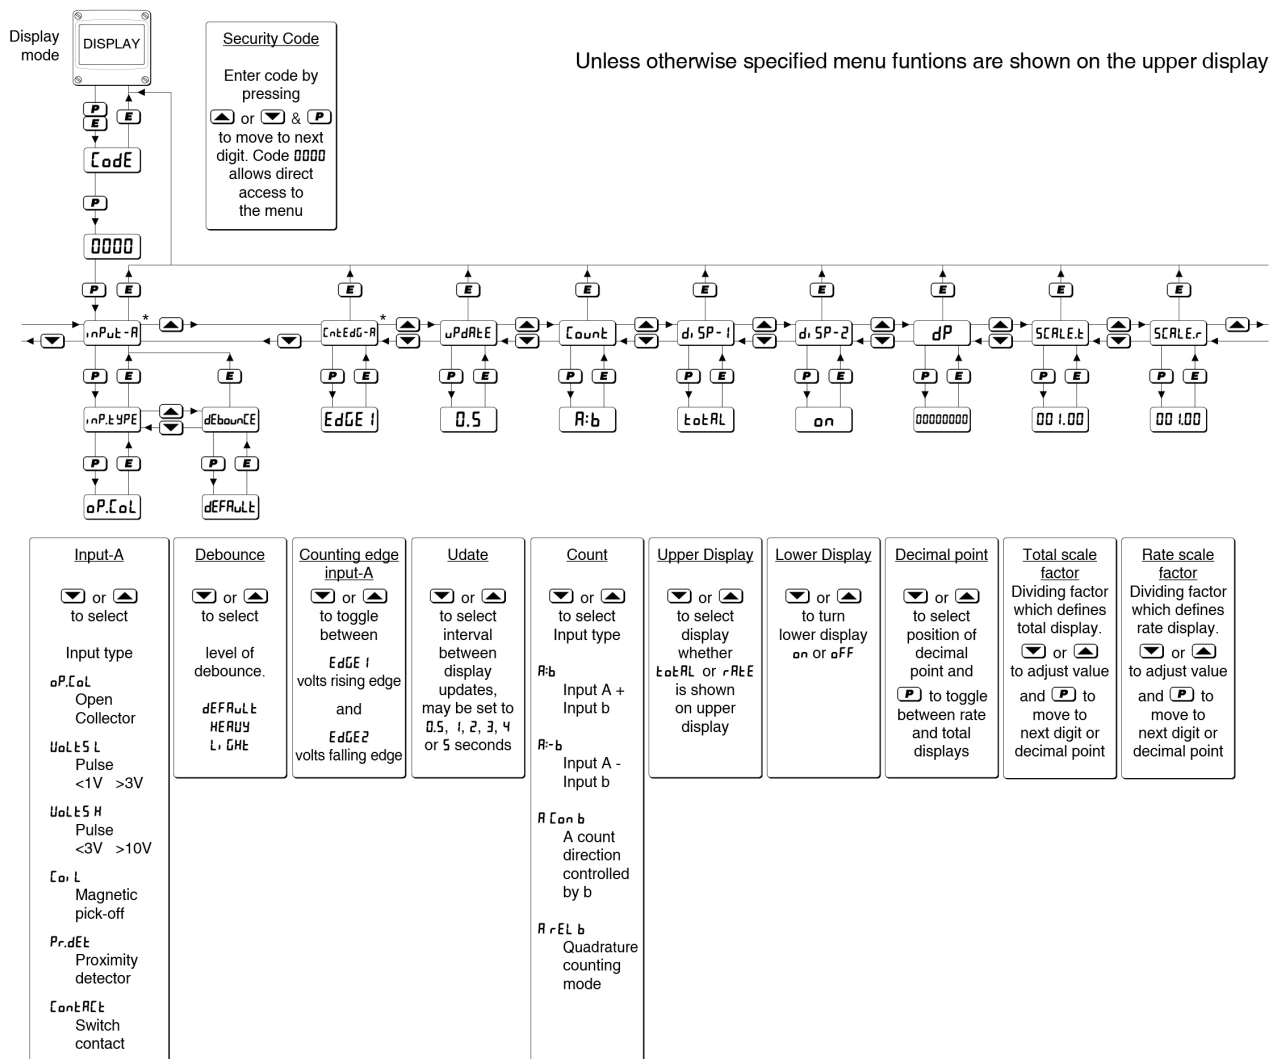 Display
mode
DISPLAY
Security Code
Enter code by
pressing
or & P
to move to next
digit. Code 0000
allows direct
access to
the menu
Unless otherwise specified menu funtions are shown on the upper display
P
E
E
CodE
P
0000
P E E E E E E E E E
inPut-A * CntEdG-A * uPdAtE Count diSP-1 diSP-2 dP SCALE.t SCALE.r
P E E P E P E P E P E P E P E P E P E
inP.tYPE dEbounCE EdGE 1 0.5 A:b totAL on 00000000 001.00 001.00
P E P E
oP.CoL dEFAuLt
Input-A
or
to select
Input type
oP.CoL
Open
Collector
VoLtS L
Pulse
<1V >3V
VoLtS H
Pulse
<3V >10V
Coi L
Magnetic
pick-off
Pr.dEt
Proximity
detector
ContACt
Switch
contact
Debounce
or
to select
level of
debounce.
dEFAuLt
HEAVY
LiGHt
Counting edge
input-A
or
to toggle
between
EdGE 1
volts rising edge
and
EdGE2
volts falling edge
Udate
or
to select
interval
between
display
updates,
may be set to
0.5, 1, 2, 3, 4
or 5 seconds
Count
or
to select
Input type
A:b
Input A +
Input b
A:-b
Input A -
Input b
A Con b
A count
direction
controlled
by b
A rEL b
Quadrature
counting
mode
Upper Display
or
to select
display
whether
totAL or rAtE
is shown
on upper
display
Lower Display
or
to turn
lower display
on or oFF
Decimal point
or
to select
position of
decimal
point and
P to toggle
between rate
and total
displays
Total scale
factor
Dividing factor
which defines
total display.
or
to adjust value
and P to
move to
next digit or
decimal point
Rate scale
factor
Dividing factor
which defines
rate display.
or
to adjust value
and P to
move to
next digit or
decimal point